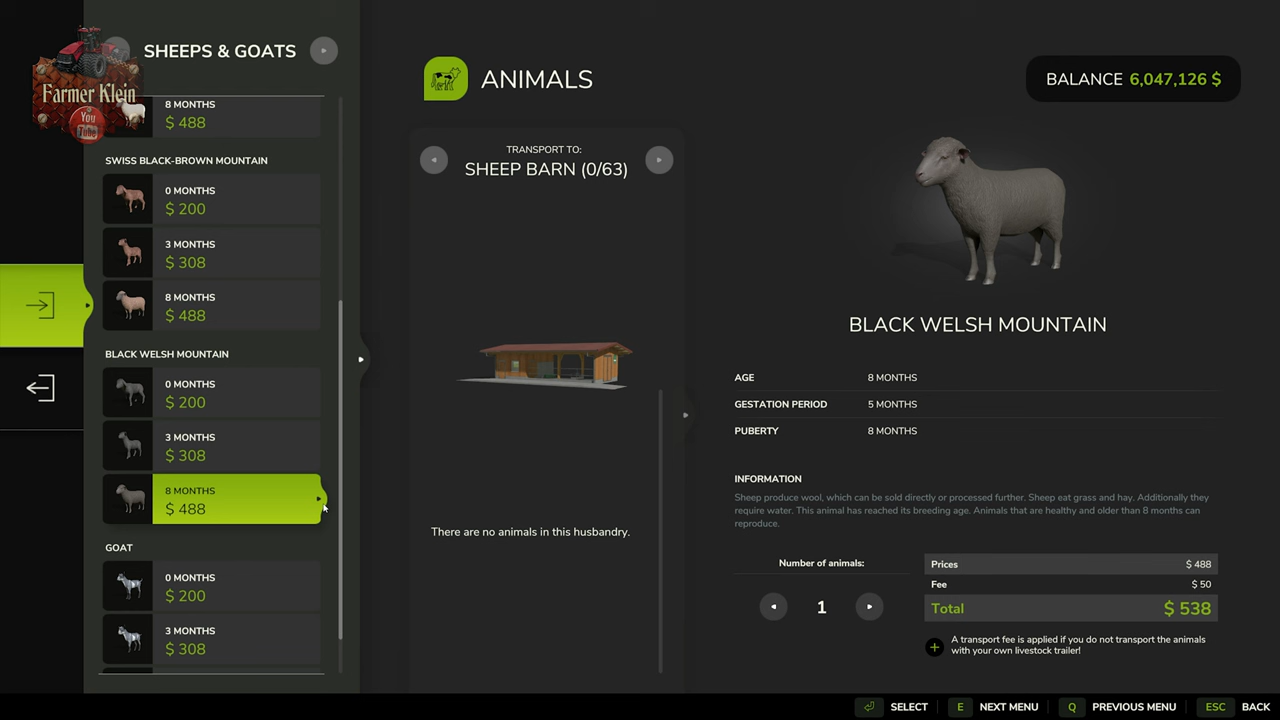 SHEEPS & GOATS
Farmer Klein
You
Tube
8 MONTHS
$ 488
SWISS BLACK-BROWN MOUNTAIN
0 MONTHS
$ 200
3 MONTHS
$ 308
8 MONTHS
$ 488
BLACK WELSH MOUNTAIN
0 MONTHS
$ 200
3 MONTHS
$ 308
8 MONTHS
$ 488
GOAT
0 MONTHS
$ 200
3 MONTHS
$ 308
ANIMALS
BALANCE 6,047,126 $
TRANSPORT TO:
SHEEP BARN (0/63)
There are no animals in this husbandry.
BLACK WELSH MOUNTAIN
AGE 8 MONTHS
GESTATION PERIOD 5 MONTHS
PUBERTY 8 MONTHS
INFORMATION
Sheep produce wool, which can be sold directly or processed further. Sheep eat grass and hay. Additionally they
require water. This animal has reached its breeding age. Animals that are healthy and older than 8 months can
reproduce.
Number of animals:
1
Prices $ 488
Fee $ 50
Total $ 538
A transport fee is applied if you do not transport the animals
with your own livestock trailer!
SELECT E NEXT MENU Q PREVIOUS MENU ESC BACK